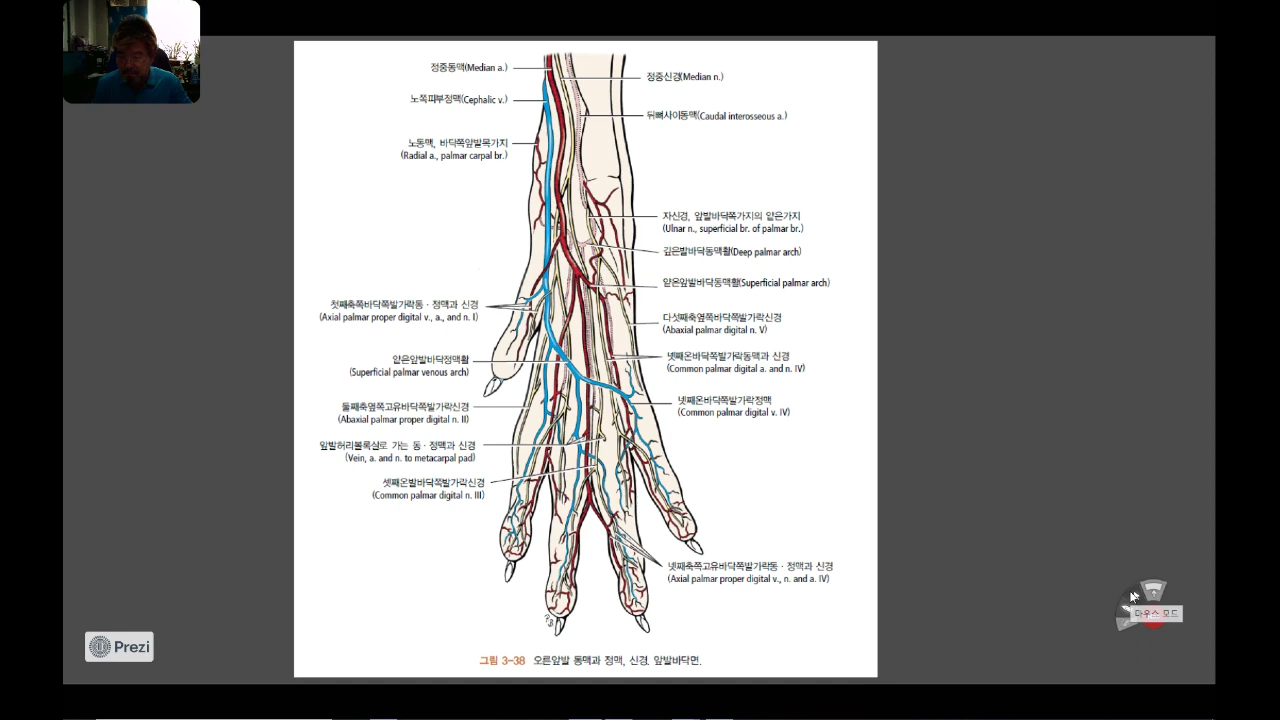 정중동맥(Median a.)
정중신경(Median n.)
노쪽피부정맥(Cephalic v.)
뒤뼈사이동맥(Caudal interosseous a.)
노동맥, 바닥쪽앞발목가지
(Radial a., palmar carpal br.)
자신경, 앞발바닥쪽가지의 얕은가지
(Ulnar n., superficial br. of palmar br.)
깊은발바닥동맥활(Deep palmar arch)
얕은앞발바닥동맥활(Superficial palmar arch)
첫째축쪽바닥쪽발가락동·정맥과 신경
(Axial palmar proper digital v., a., and n. I)
다섯째축옆쪽바닥쪽발가락신경
(Abaxial palmar digital n. V)
얕은앞발바닥정맥활
(Superficial palmar venous arch)
넷째온바닥쪽발가락동맥과 신경
(Common palmar digital a. and n. IV)
둘째축옆쪽고유바닥쪽발가락신경
(Abaxial palmar proper digital n. II)
넷째온바닥쪽발가락정맥
(Common palmar digital v. IV)
앞발허리볼록살로 가는 동·정맥과 신경
(Vein, a. and n. to metacarpal pad)
셋째온발바닥쪽발가락신경
(Common palmar digital n. III)
넷째축쪽고유바닥쪽발가락동·정맥과 신경
(Axial palmar proper digital v., n. and a. IV)
마우스 모드
Prezi
그림 3-38 오른앞발 동맥과 정맥, 신경. 앞발바닥면.